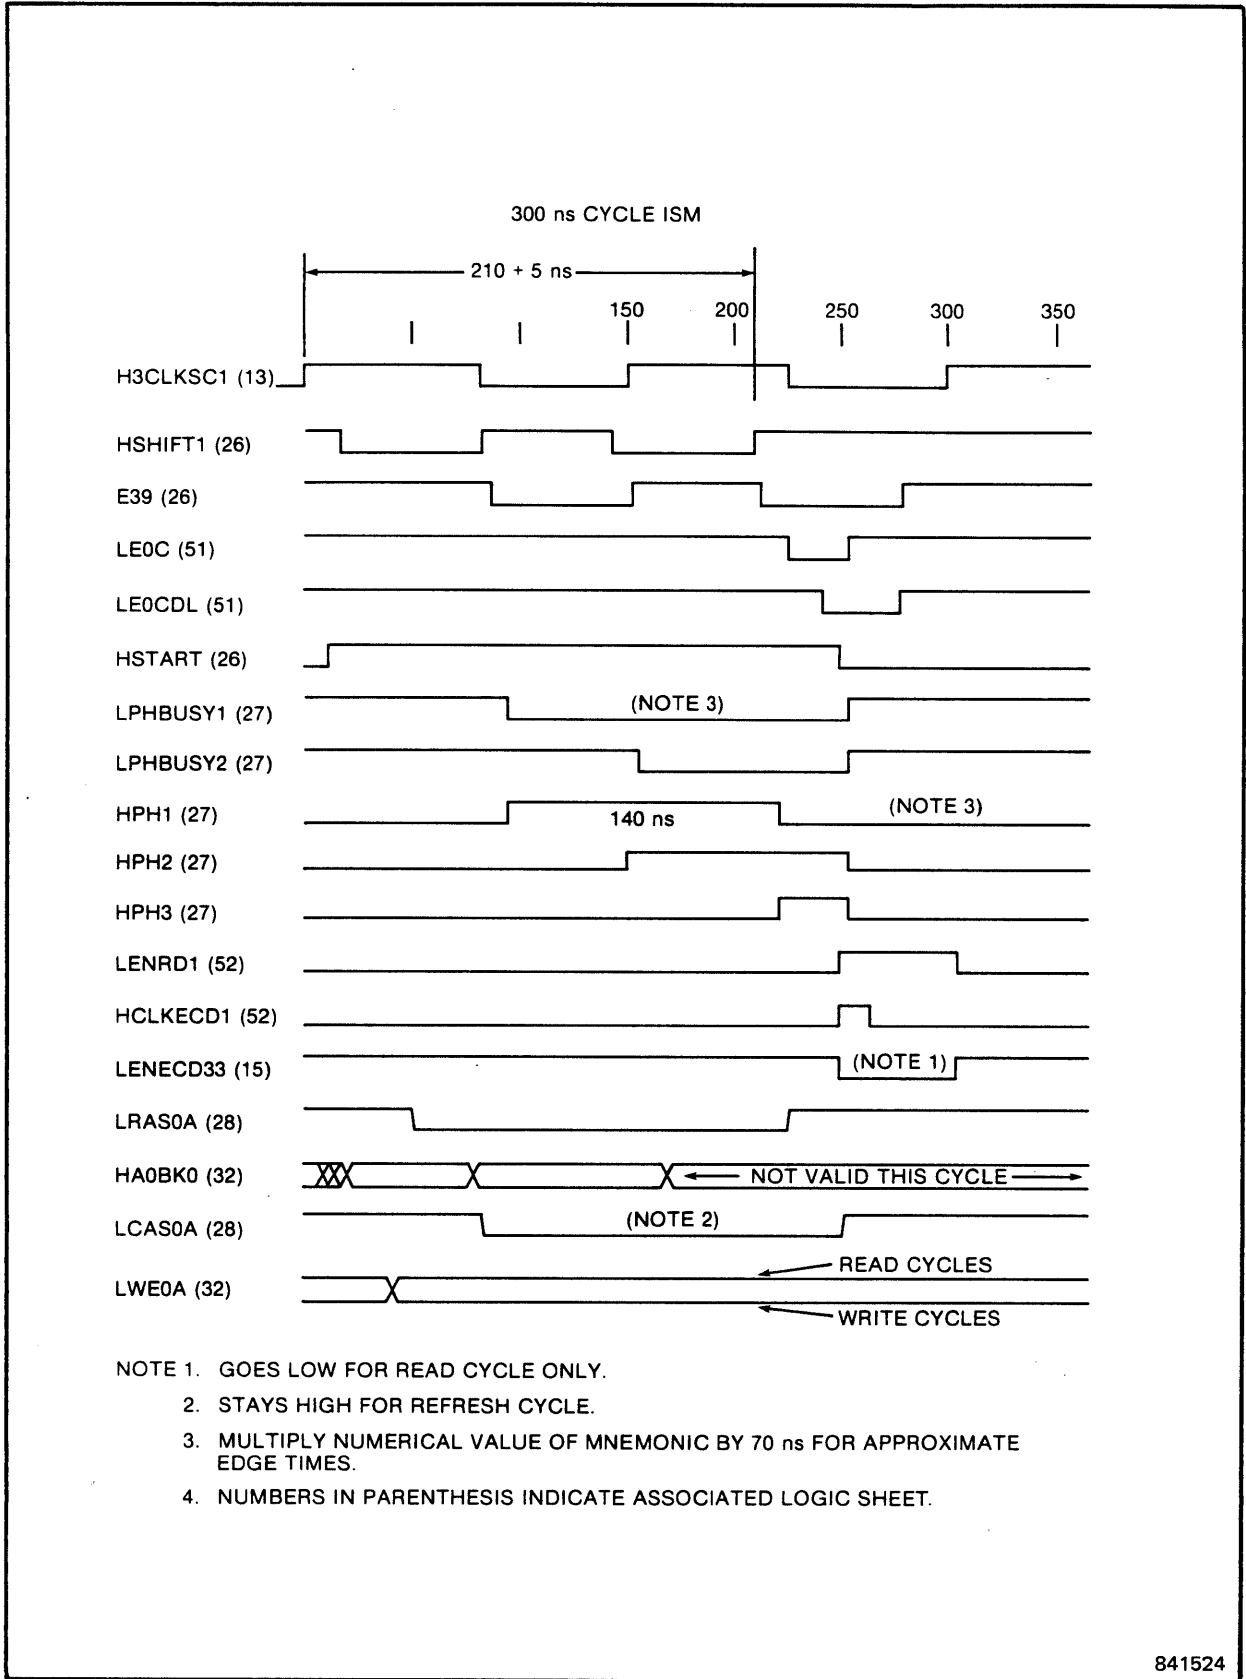 300 ns CYCLE ISM
210 + 5 ns
150 200 250 300 350
H3CLKSC1 (13)
HSHIFT1 (26)
E39 (26)
LE0C (51)
LE0CDL (51)
HSTART (26)
LPHBUSY1 (27)
(NOTE 3)
LPHBUSY2 (27)
HPH1 (27)
140 ns
(NOTE 3)
HPH2 (27)
HPH3 (27)
LENRD1 (52)
HCLKECD1 (52)
LENECD33 (15)
(NOTE 1)
LRAS0A (28)
HA0BK0 (32)
NOT VALID THIS CYCLE
LCAS0A (28)
(NOTE 2)
READ CYCLES
LWE0A (32)
WRITE CYCLES
NOTE 1. GOES LOW FOR READ CYCLE ONLY.
2. STAYS HIGH FOR REFRESH CYCLE.
3. MULTIPLY NUMERICAL VALUE OF MNEMONIC BY 70 ns FOR APPROXIMATE
EDGE TIMES.
4. NUMBERS IN PARENTHESIS INDICATE ASSOCIATED LOGIC SHEET.
841524